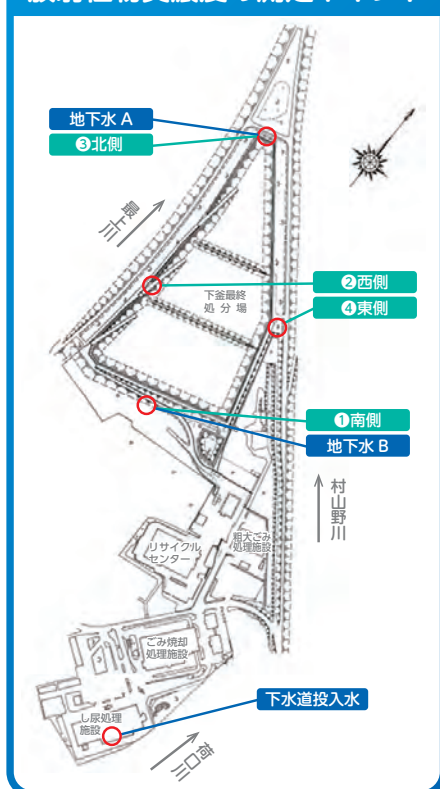 地下水 A
❸北側
最上川
❷西側
下釜最終
処 分 場
❹東側
❶南側
地下水 B
村山野川
リサイクル
センター
粗大ごみ
処理施設
ごみ焼却
処理施設
下水道投入水
し尿処理
施設
荷口川